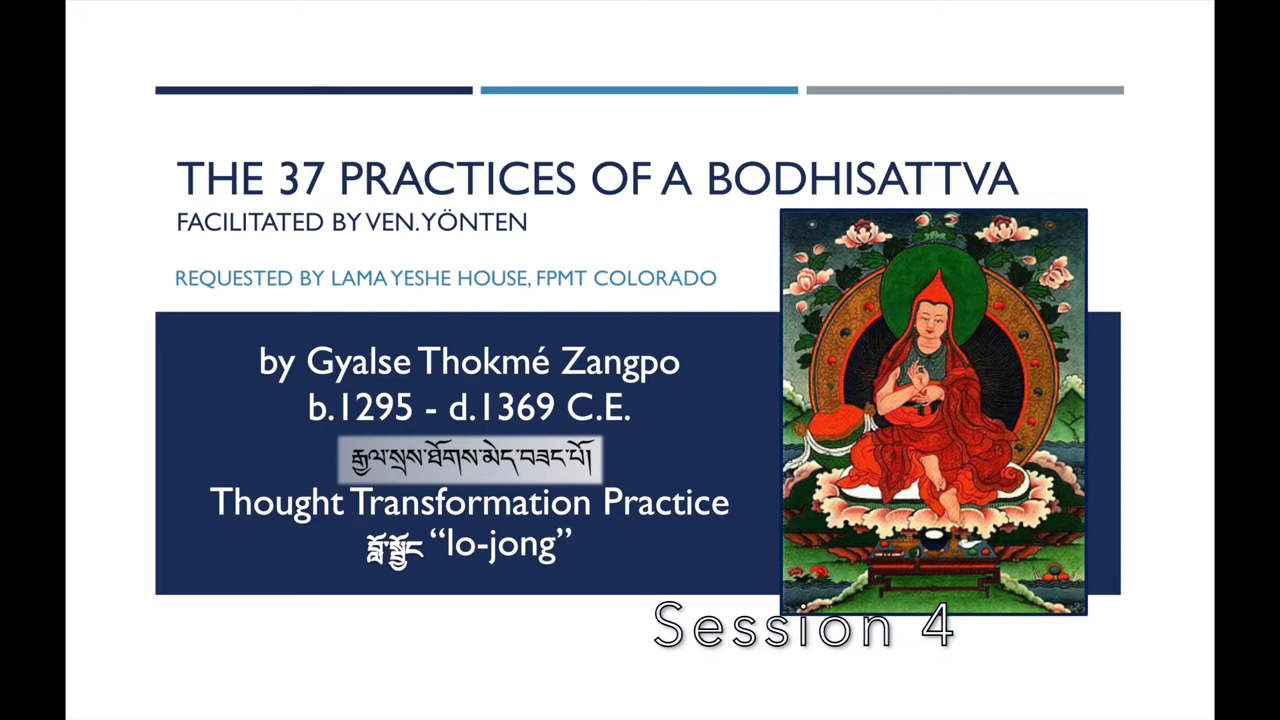 THE 37 PRACTICES OF A BODHISATTVA
FACILITATED BY VEN. YÖNTEN
REQUESTED BY LAMA YESHE HOUSE, FPMT COLORADO
by Gyalse Thokmé Zangpo
b.1295 - d.1369 C.E.
རྒྱལ་སྲས་ཐོགས་མེད་བཟང་པོ།
Thought Transformation Practice
བློ་སྦྱོང “lo-jong”
Session 4